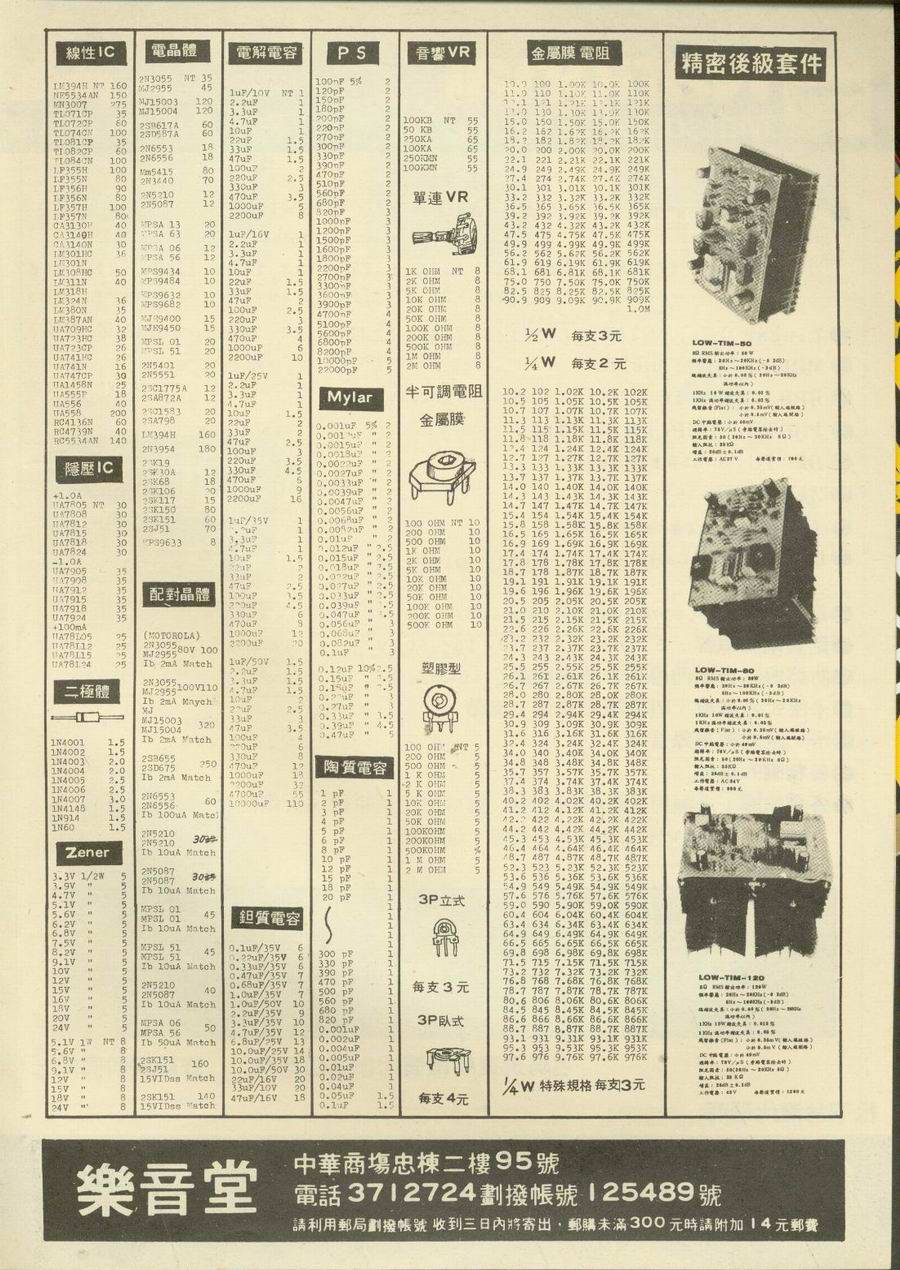 線性IC
LM394H NT 160
NE5534AN 150
MN3007 275
TL071CP 35
TL072CP 60
TL074CN 100
TL081CP 35
TL082CP 60
TL084CN 100
LF355H 100
LF355N 80
LF356H 90
LF356N 80
LF357H 100
LF357N 80
CA3130H 40
CA3140H 40
CA3140N 30
LM301HC 36
LM301N
LM308HC 50
LM311N 40
LM318H
LM324N 36
LM380N 35
LM387AN 40
UA709HC 32
UA723HC 38
UA723CP 26
UA741HC 26
UA741N 16
UA747CP 30
UA1458N 25
UA555P 18
UA556 40
UA558 200
RC4136N 60
RC4739N 40
RC5534AN 140
隱壓IC
+1.0A
UA7805 NT 30
UA7808 30
UA7812 30
UA7815 30
UA7818 30
UA7824 30
-1.0A
UA7905 35
UA7908 35
UA7912 35
UA7915 35
UA7918 35
UA7924 35
+100mA
UA78L05 25
UA78L12 25
UA78L15 25
UA78L24 25
二極體
1N4001 1.5
1N4002 1.5
1N4003 2.0
1N4004 2.0
1N4005 2.5
1N4006 2.5
1N4007 3.0
1N4148 1.5
1N914 1.5
1N60 1.5
Zener
3.3V 1/2W 5
3.9V " 5
4.7V " 5
5.1V " 5
5.6V " 5
6.2V " 5
6.8V " 5
7.5V " 5
8.2V " 5
9.1V " 5
10V " 5
12V " 5
15V " 5
16V " 5
18V " 5
20V " 5
24V " 5
5.1V 1W NT 8
5.6V " 8
6.8V " 8
9.1V " 8
12V " 8
15V " 8
18V " 8
24V " 8
電晶體
2N3055 NT 35
MJ2955 45
MJ15003 120
MJ15004 120
2SB617A 60
2SD587A 60
2N6553 18
2N6556 18
Mm5415 80
2N3440 70
2N5210 12
2N5087 12
MPSA 13 20
MPSA 63 20
MPSA 06 12
MPSA 56 12
MPS9434 10
MPS9484 10
MPS9632 10
MPS9682 10
MJE9400 15
MJE9450 15
MPSL 01 20
MPSL 51 20
2N5401 20
2N5551 20
2SC1775A 12
2SA872A 12
2SC1583 20
2SA798 20
LM394H 160
2N3954 180
2SK19
2SK30A 12
2SK68 18
2SK106 20
2SK117 15
2SK150 80
2SK151 60
2SJ51 70
MPS9633 8
配對晶體
(MOTOROLA)
2N3055
MJ2955 80V 100
Ib 2mA Match
2N3055
MJ2955 100V110
Ib 2mA Maych
MJ
MJ15003
MJ15004 320
Ib 2mA Match
2SB655
2SD675 250
Ib 2mA Match
2N6553
2N6556 60
Ib 100uA Match
2N5210
2N5210
Ib 10uA Match
2N5087
2N5087
Ib 10uA Match
MPSL 01
MPSL 01 45
Ib 10uA Match
MPSL 51
MPSL 51 45
Ib 10uA Match
2N5210
2N5087 40
Ib 10uA Match
MPSA 06
MPSA 56 50
Ib 50uA Match
2SK151
2SJ51 160
15VIDss Match
2SK151 140
15VIDss Match
電解電容
1uF/10V NT 1
2.2uF 1
3.3uF 1
4.7uF 1
10uF 1
22uF 1.5
33uF 1.5
47uF 1.5
100uF 2
220uF 2.5
330uF 3
470uF 3.5
1000uF 5
2200uF 8
1uF/16V 1
2.2uF 1
3.3uF 1
4.7uF 1
10uF 1
22uF 1.5
33uF 1.5
47uF 2
100uF 2.5
220uF 3
330uF 3.5
470uF 4
1000uF 6
2200uF 10
1uF/25V 1
2.2uF 1
3.3uF 1
4.7uF 1
10uF 1.5
22uF 2
33uF 2
47uF 2.5
100uF 3
220uF 3.5
330uF 4.5
470uF 6
1000uF 9
2200uF 16
1uF/35V 1
2.2uF 1
3.3uF 1
4.7uF 1
10uF 1.5
22uF 2
33uF 2
47uF 2.5
100uF 3.5
220uF 4.5
330uF 6
470uF 8
1000uF 12
2200uF 20
1uF/50V 1.5
2.2uF 1.5
3.3uF 1.5
4.7uF 1.5
10uF 2
22uF 2.5
33uF 3
47uF 3.5
100uF 4
220uF 6
330uF 8
470uF 12
1000uF 18
2200uF 32
4700uF 55
10000uF 110
鉭質電容
0.1uF/35V 6
0.22uF/35V 6
0.33uF/35V 6
0.47uF/35V 7
0.68uF/35V 7
1.0uF/35V 7
1.0uF/50V 10
2.2uF/35V 9
3.3uF/35V 10
4.7uF/35V 12
6.8uF/25V 13
10.0uF/25V 14
10.0uF/35V 18
10.0uF/50V 30
22uF/16V 20
33uF/10V 20
47uF/16V 18
PS
100pF 5% 2
120pF 2
150pF 2
180pF 2
200pF 2
220pF 2
270pF 2
300pF 2
330pF 2
390pF 2
470pF 2
510pF 2
560pF 2
680pF 2
820pF 3
1000pF 3
1200pF 3
1500pF 3
1600pF 3
1800pF 3
2200pF 3
2700pF 3
3300pF 3
3600pF 3
3900pF 4
4700pF 4
5100pF 4
5600pF 4
6800pF 4
8200pF 4
10000pF 5
22000pF 5
Mylar
0.001uF 5% 2
0.0012uF " 2
0.0015uF " 2
0.0018uF " 2
0.0022uF " 2
0.0027uF " 2
0.0033uF " 2
0.0039uF " 2
0.0047uF " 2
0.0056uF " 2
0.0068uF " 2
0.0082uF " 2
0.01uF " 2
0.012uF " 2.5
0.015uF " 2.5
0.018uF " 2.5
0.022uF " 2.5
0.027uF " 2.5
0.033uF " 2.5
0.039uF " 2.5
0.047uF " 2.5
0.056uF " 3
0.068uF " 3
0.082uF " 3
0.1uF " 3
0.12uF 10% 2.5
0.15uF " 2.5
0.18uF " 2.5
0.22uF " 3
0.27uF " 3
0.33uF " 3.5
0.39uF " 4.5
0.47uF " 5
陶質電容
1 pF 1
2 pF 1
3 pF 1
4 pF 1
5 pF 1
6 pF 1
8 pF 1
10 pF 1
12 pF 1
15 pF 1
18 pF 1
20 pF 1
1
1
1
1
1
300 pF 1
330 pF 1
390 pF 1
470 pF 1
500 pF 1
560 pF 1
680 pF 1
820 pF 1
0.001uF 1
0.002uF 1
0.004uF 1
0.005uF 1
0.01uF 1
0.02uF 1
0.04uF 1
0.05uF 1.5
0.1uF 1.5
音響VR
100KB NT 55
50 KB 55
250KA 65
100KA 65
250KMN 55
100KMN 55
單連VR
1K OHM NT 8
2K OHM 8
5K OHM 8
10K OHM 8
20K OHM 8
50K OHM 8
100K OHM 8
200K OHM 8
500K OHM 8
1M OHM 8
2M OHM 8
半可調電阻
金屬膜
100 OHM NT 10
200 OHM 10
500 OHM 10
1K OHM 10
2K OHM 10
5K OHM 10
10K OHM 10
20K OHM 10
50K OHM 10
100K OHM 10
200K OHM 10
500K OHM 10
塑膠型
100 OHM NT 5
200 OHM 5
500 OHM 5
1 K OHM 5
2 K OHM 5
5 K OHM 5
10K OHM 5
20K OHM 5
50K OHM 5
100KOHM 5
200KOHM 5
500KOHM 5
1 M OHM 5
2 M OHM 5
3P立式
每支3元
3P臥式
每支4元
金屬膜電阻
10.0 100 1.00K 10.0K 100K
11.0 110 1.10K 11.0K 110K
12.1 121 1.21K 12.1K 121K
13.0 130 1.30K 13.0K 130K
15.0 150 1.50K 15.0K 150K
16.2 162 1.62K 16.2K 162K
18.2 182 1.82K 18.2K 182K
20.0 200 2.00K 20.0K 200K
22.1 221 2.21K 22.1K 221K
24.9 249 2.49K 24.9K 249K
27.4 274 2.74K 27.4K 274K
30.1 301 3.01K 30.1K 301K
33.2 332 3.32K 33.2K 332K
36.5 365 3.65K 36.5K 365K
39.2 392 3.92K 39.2K 392K
43.2 432 4.32K 43.2K 432K
47.5 475 4.75K 47.5K 475K
49.9 499 4.99K 49.9K 499K
56.2 562 5.62K 56.2K 562K
61.9 619 6.19K 61.9K 619K
68.1 681 6.81K 68.1K 681K
75.0 750 7.50K 75.0K 750K
82.5 825 8.25K 82.5K 825K
90.9 909 9.09K 90.9K 909K
1.0M
1/2W 每支3元
1/4W 每支2元
10.2 102 1.02K 10.2K 102K
10.5 105 1.05K 10.5K 105K
10.7 107 1.07K 10.7K 107K
11.3 113 1.13K 11.3K 113K
11.5 115 1.15K 11.5K 115K
11.8 118 1.18K 11.8K 118K
12.4 124 1.24K 12.4K 124K
12.7 127 1.27K 12.7K 127K
13.3 133 1.33K 13.3K 133K
13.7 137 1.37K 13.7K 137K
14.0 140 1.40K 14.0K 140K
14.3 143 1.43K 14.3K 143K
14.7 147 1.47K 14.7K 147K
15.4 154 1.54K 15.4K 154K
15.8 158 1.58K 15.8K 158K
16.5 165 1.65K 16.5K 165K
16.9 169 1.69K 16.9K 169K
17.4 174 1.74K 17.4K 174K
17.8 178 1.78K 17.8K 178K
18.7 178 1.87K 18.7K 187K
19.1 191 1.91K 19.1K 191K
19.6 196 1.96K 19.6K 196K
20.5 205 2.05K 20.5K 205K
21.0 210 2.10K 21.0K 210K
21.5 215 2.15K 21.5K 215K
22.6 226 2.26K 22.6K 226K
23.2 232 2.32K 23.2K 232K
23.7 237 2.37K 23.7K 237K
24.3 243 2.43K 24.3K 243K
25.5 255 2.55K 25.5K 255K
26.1 261 2.61K 26.1K 261K
26.7 267 2.67K 26.7K 267K
28.0 280 2.80K 28.0K 280K
28.7 287 2.87K 28.7K 287K
29.4 294 2.94K 29.4K 294K
30.9 309 3.09K 30.9K 309K
31.6 316 3.16K 31.6K 316K
32.4 324 3.24K 32.4K 324K
34.0 340 3.40K 34.0K 340K
34.8 348 3.48K 34.8K 348K
35.7 357 3.57K 35.7K 357K
37.4 374 3.74K 37.4K 374K
38.3 383 3.83K 38.3K 383K
40.2 402 4.02K 40.2K 402K
41.2 412 4.12K 41.2K 412K
42.2 422 4.22K 42.2K 422K
44.2 442 4.42K 44.2K 442K
45.3 453 4.53K 45.3K 453K
46.4 464 4.64K 46.4K 464K
48.7 487 4.87K 48.7K 487K
52.3 523 5.23K 52.3K 523K
53.6 536 5.36K 53.6K 536K
54.9 549 5.49K 54.9K 549K
57.6 576 5.76K 57.6K 576K
59.0 590 5.90K 59.0K 590K
60.4 604 6.04K 60.4K 604K
63.4 634 6.34K 63.4K 634K
64.9 649 6.49K 64.9K 649K
66.5 665 6.65K 66.5K 665K
69.8 698 6.98K 69.8K 698K
71.5 715 7.15K 71.5K 715K
73.2 732 7.32K 73.2K 732K
76.8 768 7.68K 76.8K 768K
78.7 787 7.87K 78.7K 787K
80.6 806 8.06K 80.6K 806K
84.5 845 8.45K 84.5K 845K
86.6 866 8.66K 86.6K 866K
88.7 887 8.87K 88.7K 887K
93.1 931 9.31K 93.1K 931K
95.3 953 9.53K 95.3K 953K
97.6 976 9.76K 97.6K 976K
1/4W 特殊規格每支3元
精密後級套件
LOW-TIM-50
LOW-TIM-80
LOW-TIM-120
樂音堂
中華商場忠棟二樓95號
電話3712724劃撥帳號125489號
請利用郵局劃撥帳號 收到三日內將寄出，郵購未滿300元時請附加14元郵費